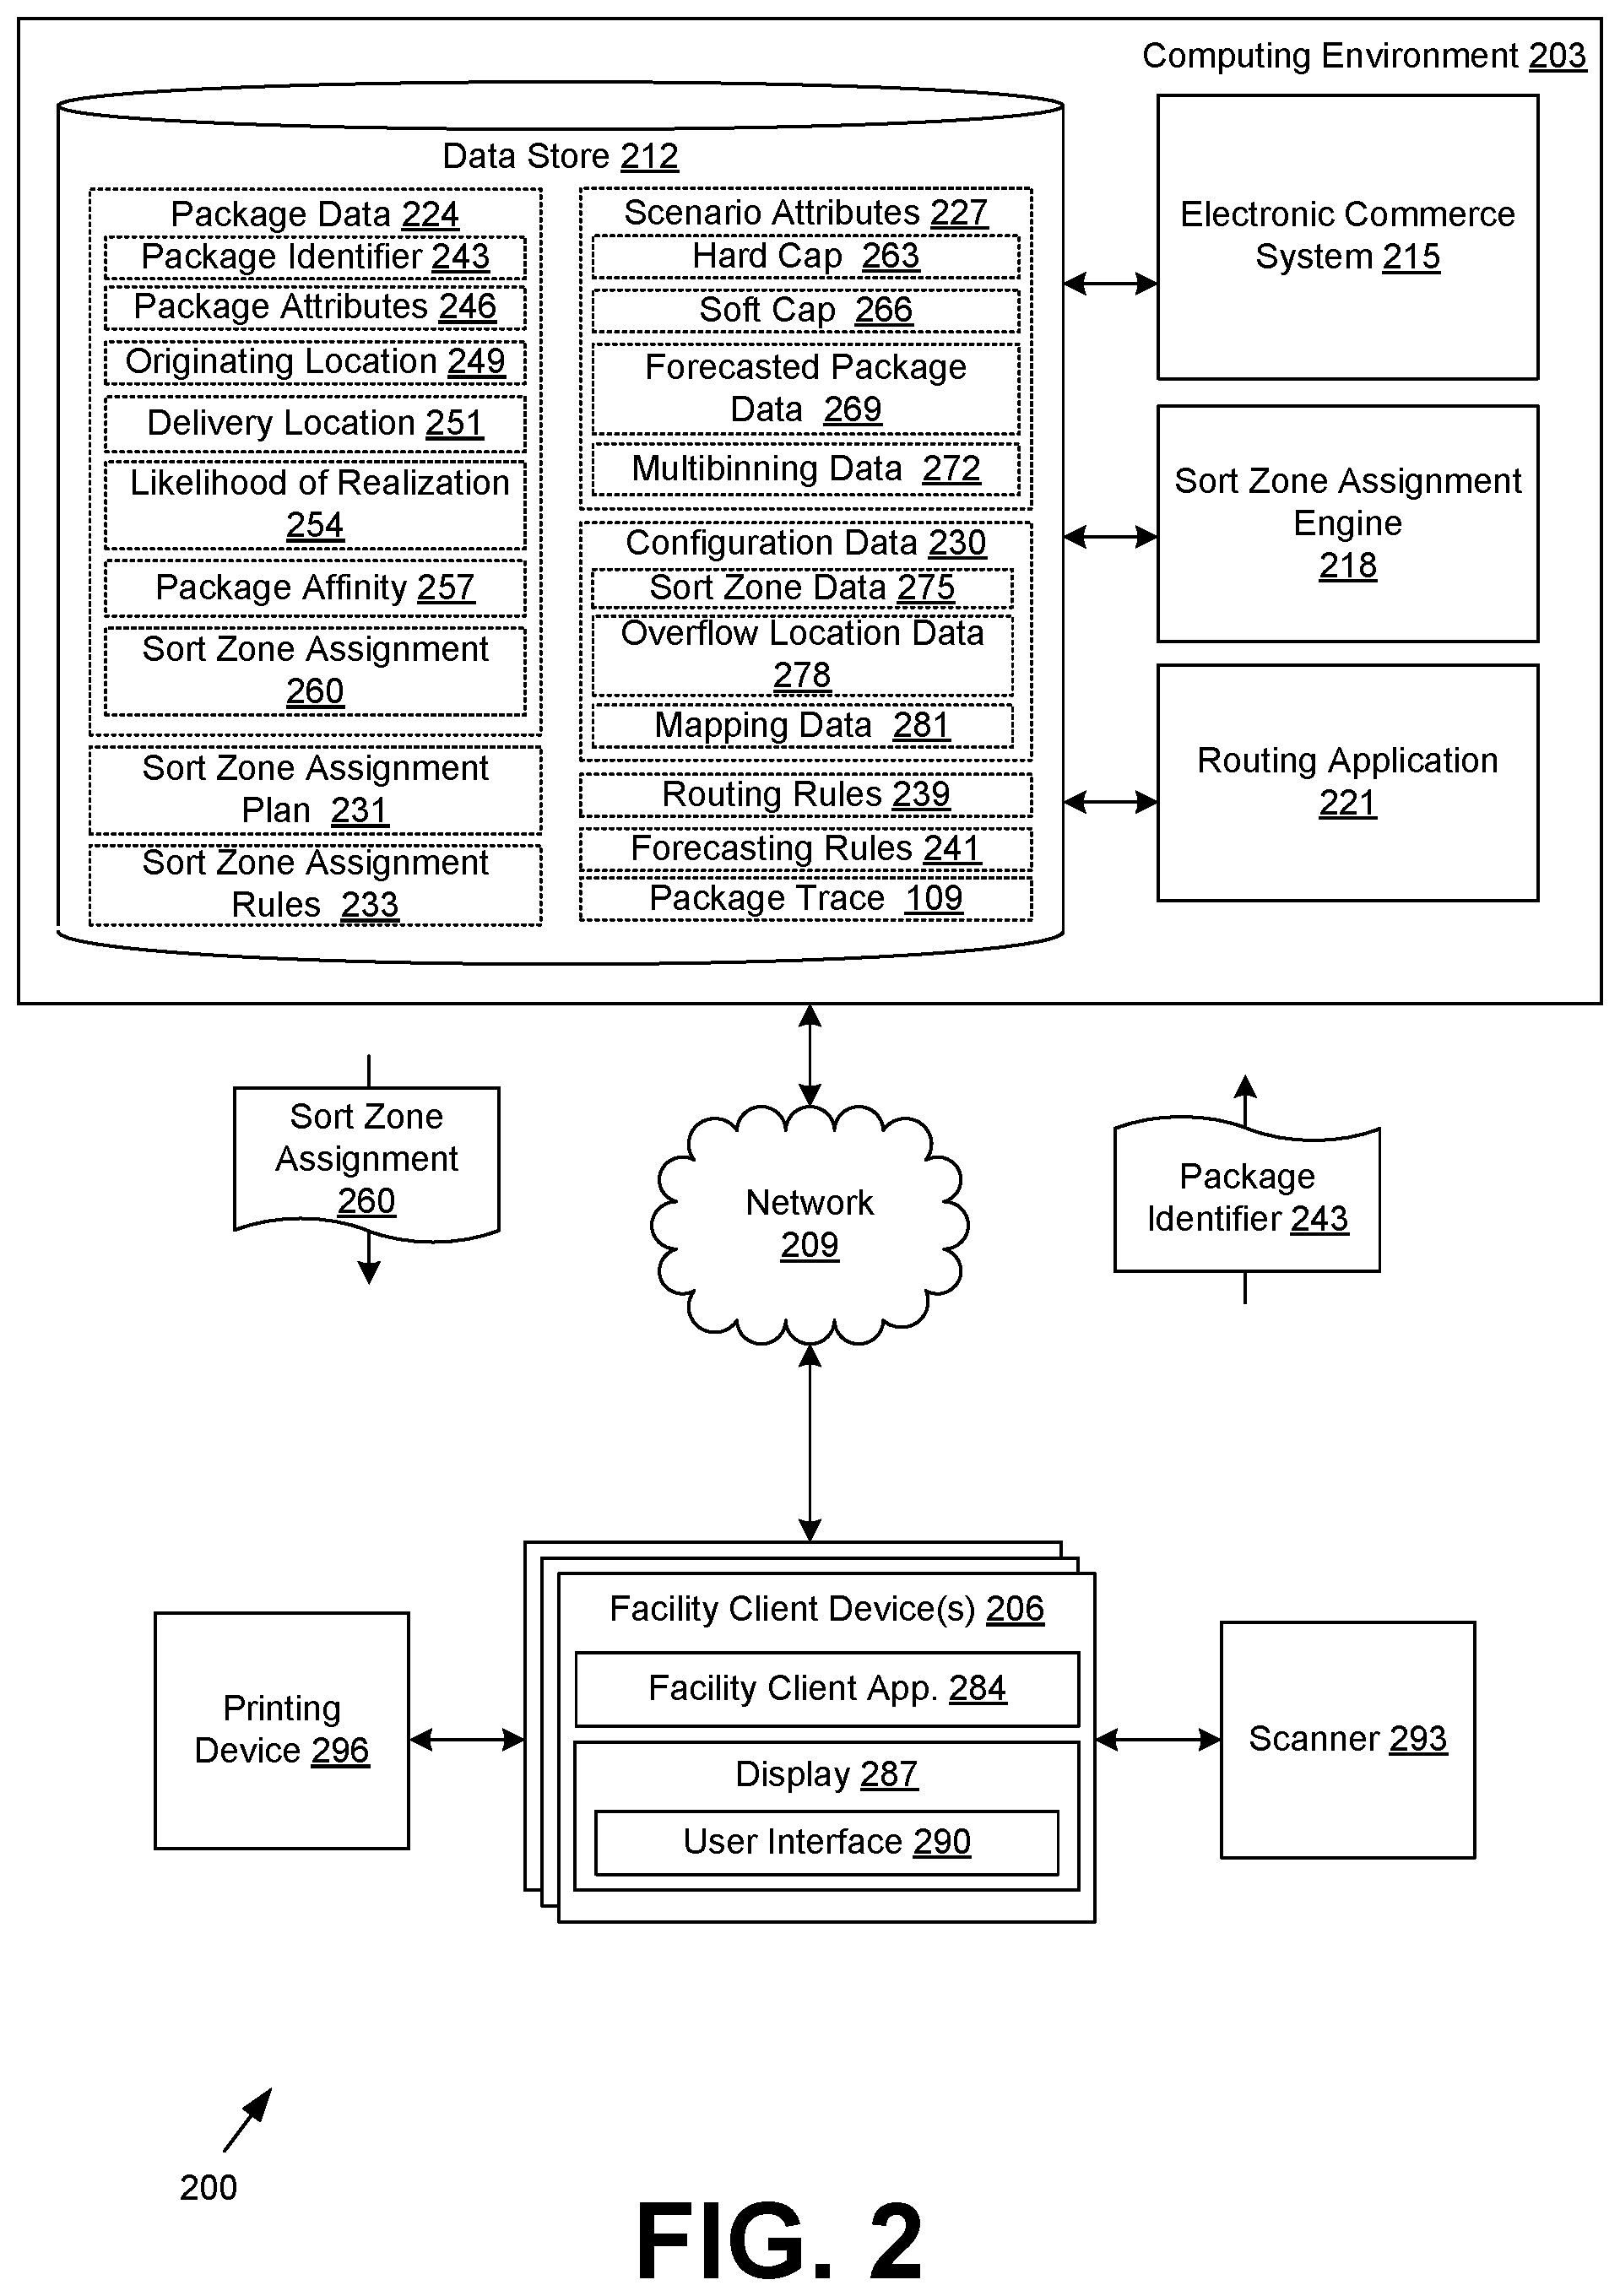 Computing Environment 203
Data Store 212
Package Data 224
Package Identifier 243
Package Attributes 246
Originating Location 249
Delivery Location 251
Likelihood of Realization
254
Package Affinity 257
Sort Zone Assignment
260
Sort Zone Assignment
Plan 231
Sort Zone Assignment
Rules 233
Scenario Attributes 227
Hard Cap 263
Soft Cap 266
Forecasted Package
Data 269
Multibinning Data 272
Configuration Data 230
Sort Zone Data 275
Overflow Location Data
278
Mapping Data 281
Routing Rules 239
Forecasting Rules 241
Package Trace 109
Electronic Commerce
System 215
Sort Zone Assignment
Engine
218
Routing Application
221
Sort Zone
Assignment
260
Network
209
Package
Identifier 243
Facility Client Device(s) 206
Facility Client App. 284
Display 287
User Interface 290
Printing
Device 296
Scanner 293
200
FIG. 2